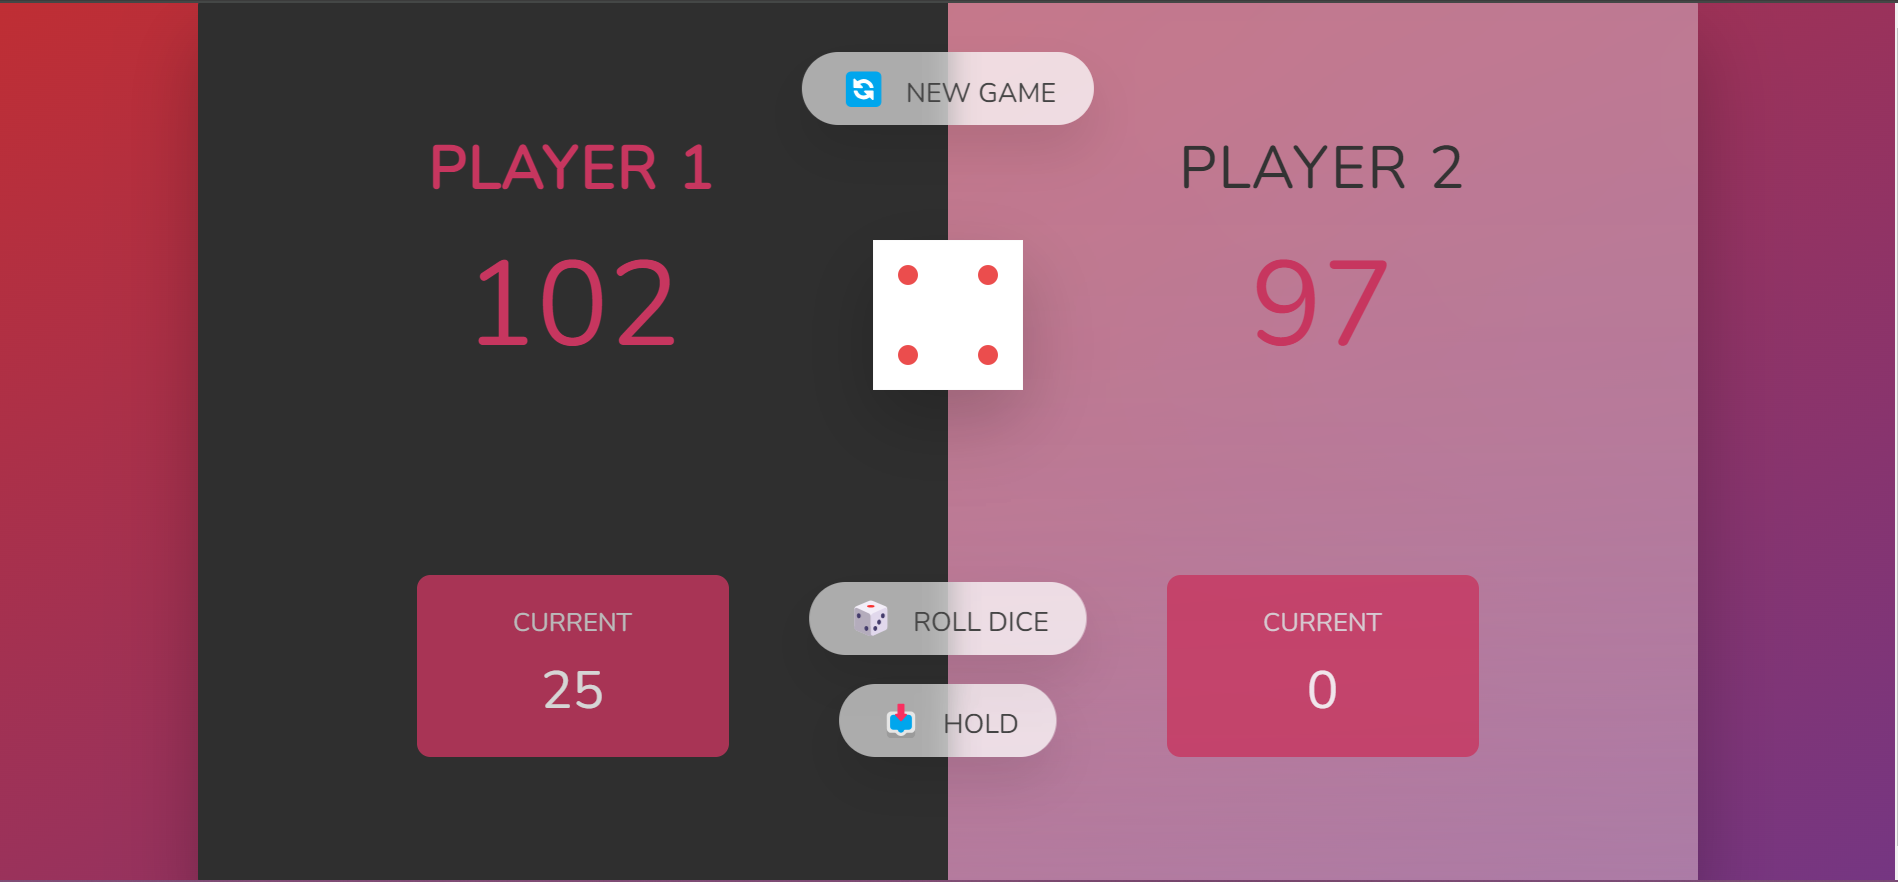 NEW GAME
PLAYER 1
102
PLAYER 2
97
CURRENT
25
ROLL DICE
HOLD
CURRENT
0